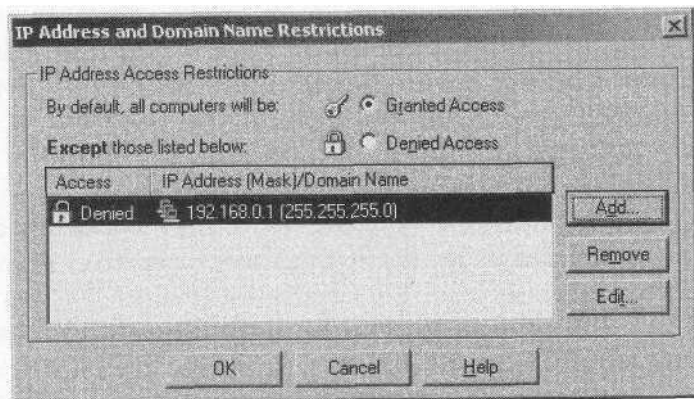 IP Address and Domain Name Restrictions
IP Address Access Restrictions
By default, all computers will be: Granted Access
Except those listed below: Denied Access
Access IP Address (Mask)/Domain Name
Denied 192.168.0.1 (255.255.255.0)
Add...
Remove
Edit...
OK Cancel Help